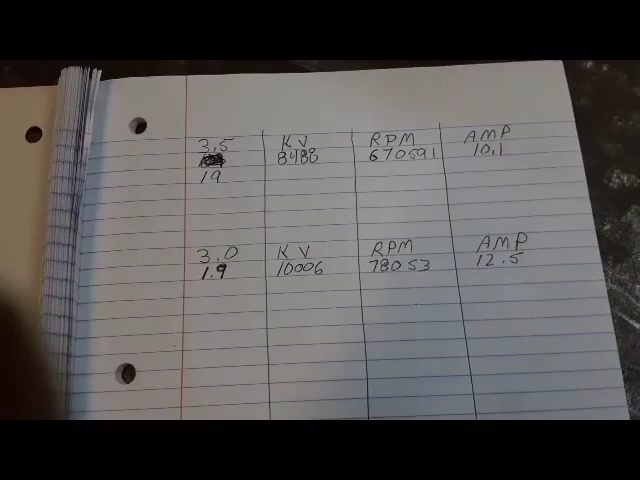 3.5 KV RPM AMP
8488 670591 10.1
19
3.0 KV RPM AMP
1.9 10006 78053 12.5